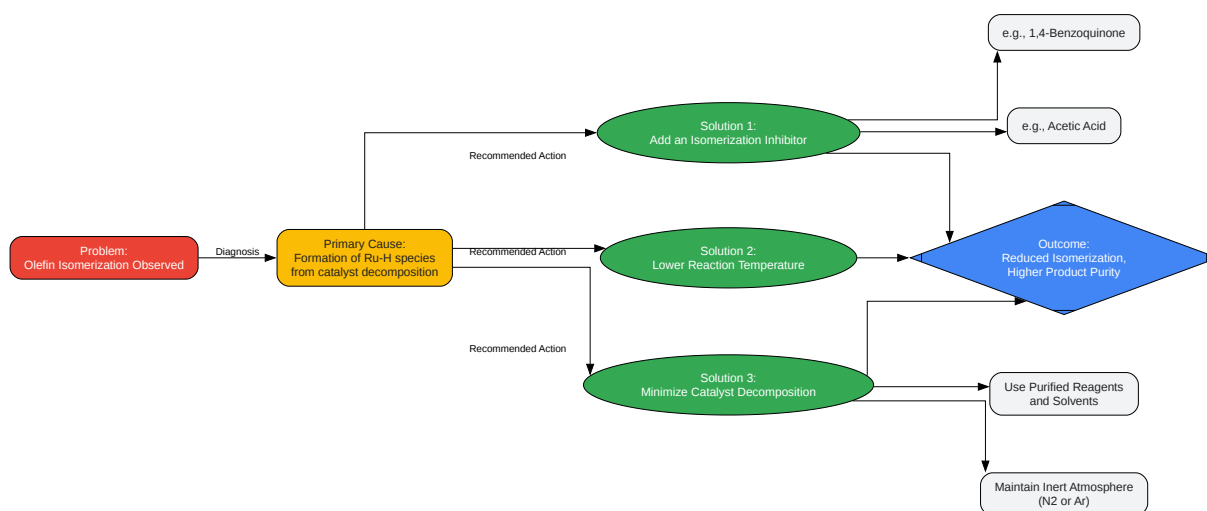 Problem:
Olefin Isomerization Observed
Diagnosis
Primary Cause:
Formation of Ru-H species
from catalyst decomposition
Recommended Action
Solution 1:
Add an Isomerization Inhibitor
e.g., 1,4-Benzoquinone
e.g., Acetic Acid
Recommended Action
Solution 2:
Lower Reaction Temperature
Outcome:
Reduced Isomerization,
Higher Product Purity
Recommended Action
Solution 3:
Minimize Catalyst Decomposition
Use Purified Reagents
and Solvents
Maintain Inert Atmosphere
(N2 or Ar)